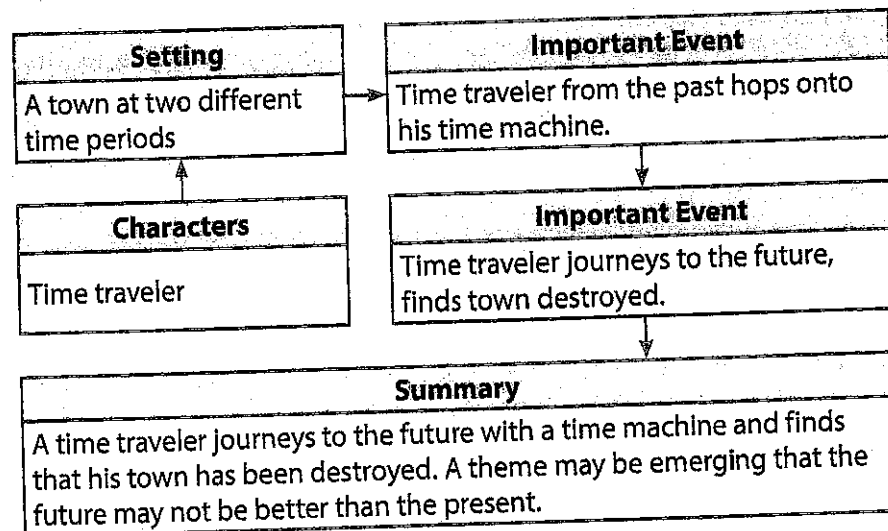 Characters
Time traveler
Setting
A town at two different
time periods
Important Event
Time traveler from the past hops onto
his time machine.
Important Event
Time traveler journeys to the future,
finds town destroyed.
Summary
A time traveler journeys to the future with a time machine and finds
that his town has been destroyed. A theme may be emerging that the
future may not be better than the present.